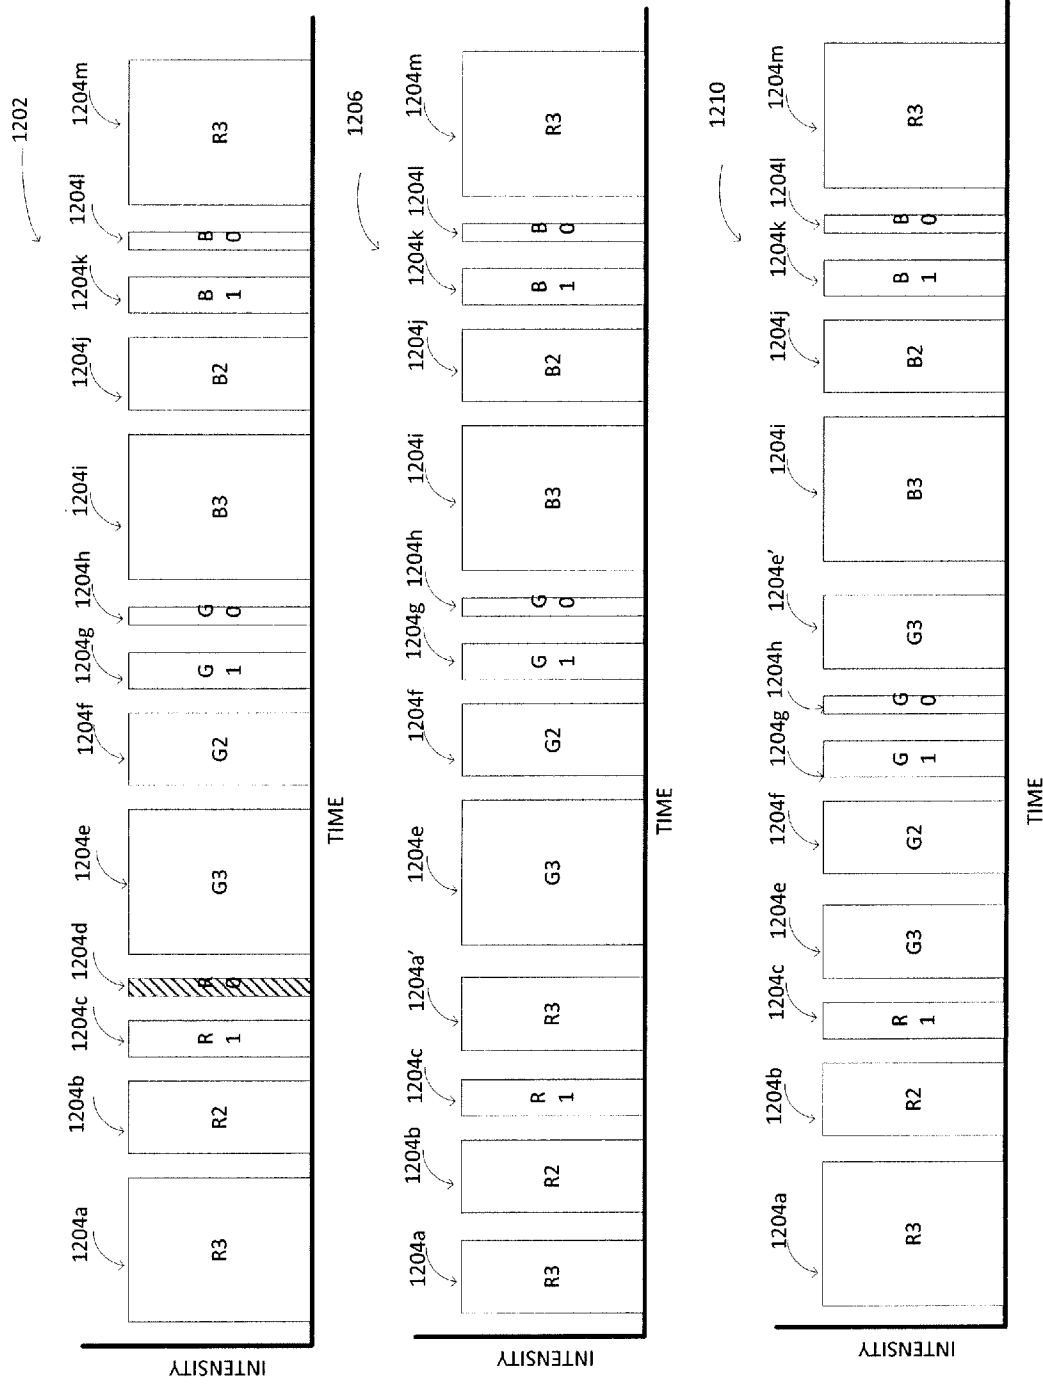 1202
1204a
1204b
1204c
1204d
1204e
1204f
1204g
1204h
1204i
1204j
1204k
1204l
1204m
INTENSITY
R3
R2
R
1
R
0
G3
G2
G
1
G
0
B3
B2
B
1
B
0
R3
TIME
1206
1204a
1204b
1204c
1204a'
1204e
1204f
1204g
1204h
1204i
1204j
1204k
1204l
1204m
INTENSITY
R3
R2
R
1
R3
G3
G2
G
1
G
0
B3
B2
B
1
B
0
R3
TIME
1210
1204a
1204b
1204c
1204e
1204f
1204g
1204h
1204e'
1204i
1204j
1204k
1204l
1204m
INTENSITY
R3
R2
R
1
G3
G2
G
1
G
0
G3
B3
B2
B
1
B
0
R3
TIME